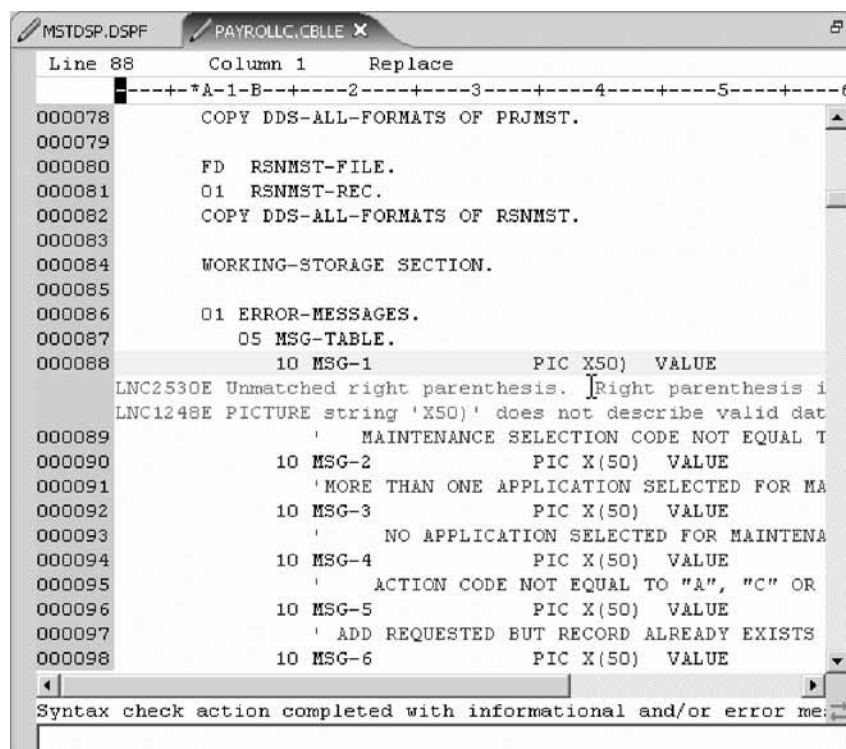 MSTDSP.DSPF PAYROLLC.CBLLE
Line 88 Column 1 Replace
-----+-*A-1-B--+----2----+----3----+----4----+----5----+----6
000078 COPY DDS-ALL-FORMATS OF PRJMST.
000079
000080 FD RSNMST-FILE.
000081 01 RSNMST-REC.
000082 COPY DDS-ALL-FORMATS OF RSNMST.
000083
000084 WORKING-STORAGE SECTION.
000085
000086 01 ERROR-MESSAGES.
000087 05 MSG-TABLE.
000088 10 MSG-1 PIC X50) VALUE
LNC2530E Unmatched right parenthesis. Right parenthesis i
LNC1248E PICTURE string 'X50)' does not describe valid dat
000089 ' MAINTENANCE SELECTION CODE NOT EQUAL T
000090 10 MSG-2 PIC X(50) VALUE
000091 'MORE THAN ONE APPLICATION SELECTED FOR MA
000092 10 MSG-3 PIC X(50) VALUE
000093 ' NO APPLICATION SELECTED FOR MAINTENA
000094 10 MSG-4 PIC X(50) VALUE
000095 ' ACTION CODE NOT EQUAL TO "A", "C" OR
000096 10 MSG-5 PIC X(50) VALUE
000097 ' ADD REQUESTED BUT RECORD ALREADY EXISTS
000098 10 MSG-6 PIC X(50) VALUE
Syntax check action completed with informational and/or error me